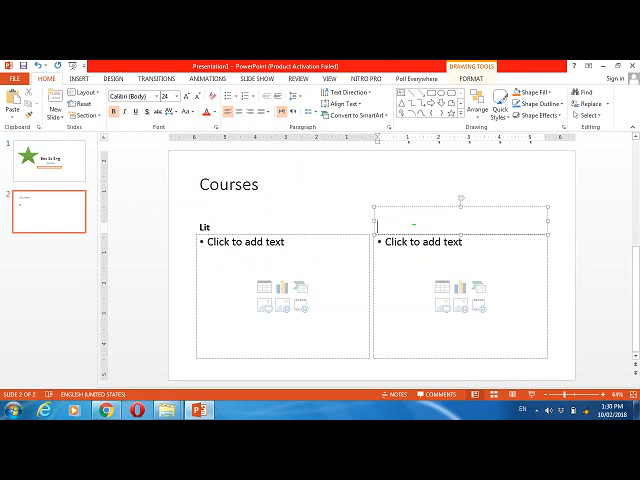 Presentation1 - PowerPoint (Product Activation Failed)
DRAWING TOOLS
FILE HOME INSERT DESIGN TRANSITIONS ANIMATIONS SLIDE SHOW REVIEW VIEW NITRO PRO Poll Everywhere FORMAT Sign in
Paste
New Slide
Layout
Reset
Section
Calibri (Body) 24
Text Direction
Align Text
Convert to SmartArt
Arrange
Quick Styles
Shape Fill
Shape Outline
Shape Effects
Find
Replace
Select
Clipboard Slides Font Paragraph Drawing Editing
1
2
Courses
Courses
Lit
• Click to add text
• Click to add text
SLIDE 2 OF 2 ENGLISH (UNITED STATES) NOTES COMMENTS 64%
EN
1:30 PM
10/02/2018